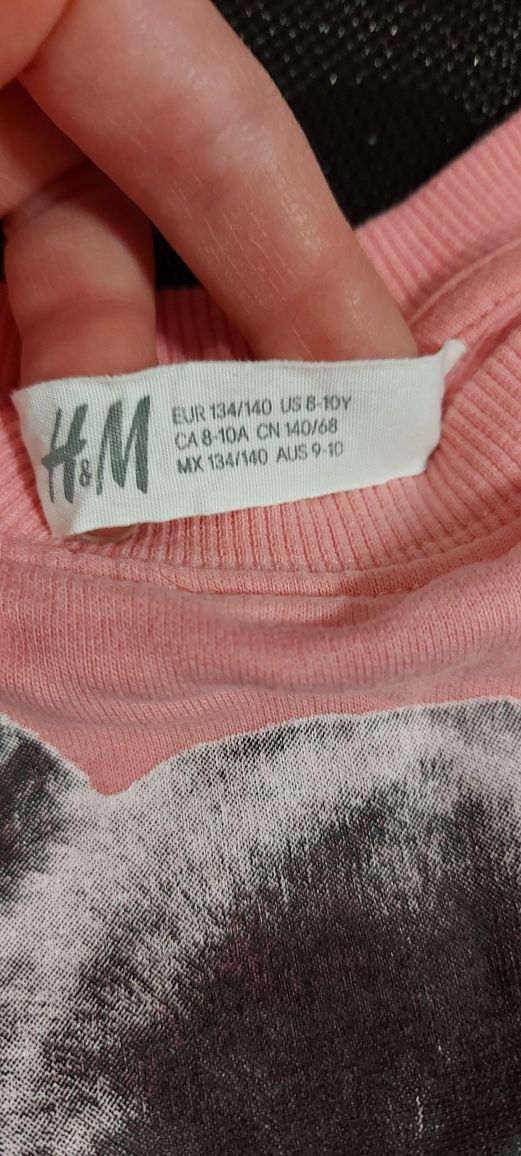 H&M
EUR 134/140 US 8-10Y
CA 8-10A CN 140/68
MX 134/140 AUS 9-10